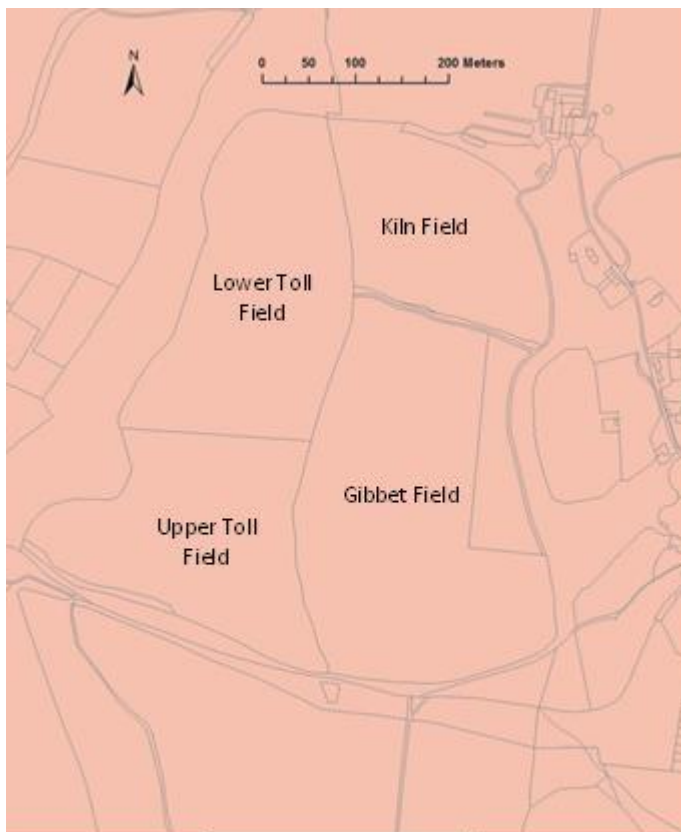 N
0 50 100 200 Meters
Kiln Field
Lower Toll
Field
Gibbet Field
Upper Toll
Field